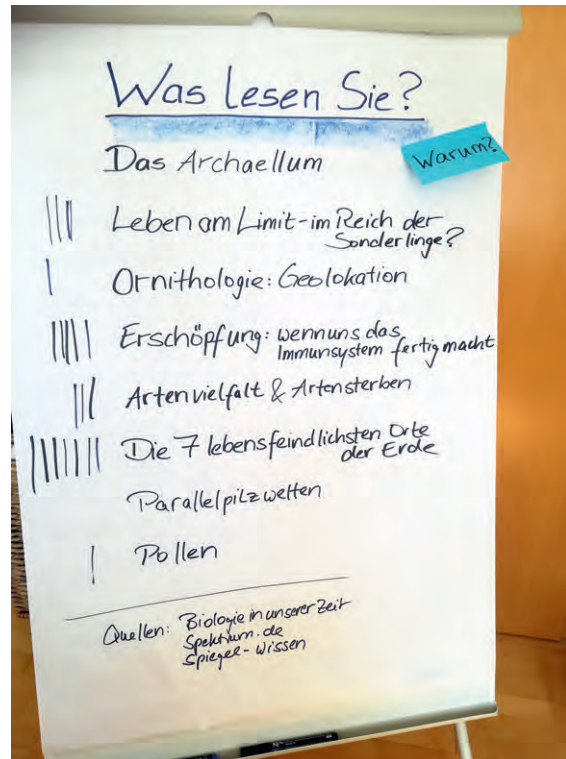 Was lesen Sie?
Warum?
Das Archaellum
Leben am Limit - im Reich der
Sonderlinge?
Ornithologie: Geolokation
Erschöpfung: wenn uns das
Immunsystem fertig macht
Artenvielfalt & Artensterben
Die 7 lebensfeindlichsten Orte
der Erde
Parallelpilzwelten
Pollen
Quellen: Biologie in unserer Zeit
Spektrum.de
Spiegel-Wissen